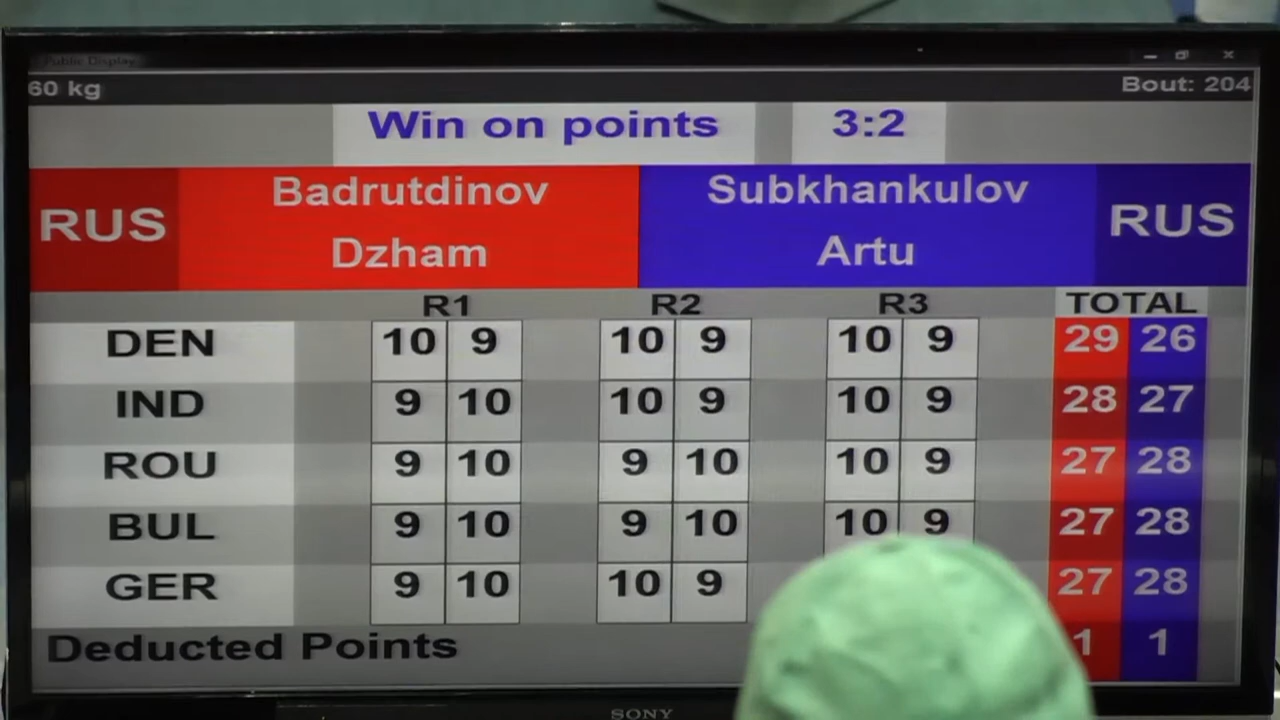 Public Display
60 kg Bout: 204
Win on points 3:2
RUS Badrutdinov Dzham Subkhankulov Artu RUS
R1 R2 R3 TOTAL
DEN 10 9 10 9 10 9 29 26
IND 9 10 10 9 10 9 28 27
ROU 9 10 9 10 10 9 27 28
BUL 9 10 9 10 10 9 27 28
GER 9 10 10 9 27 28
Deducted Points 1 1
SONY